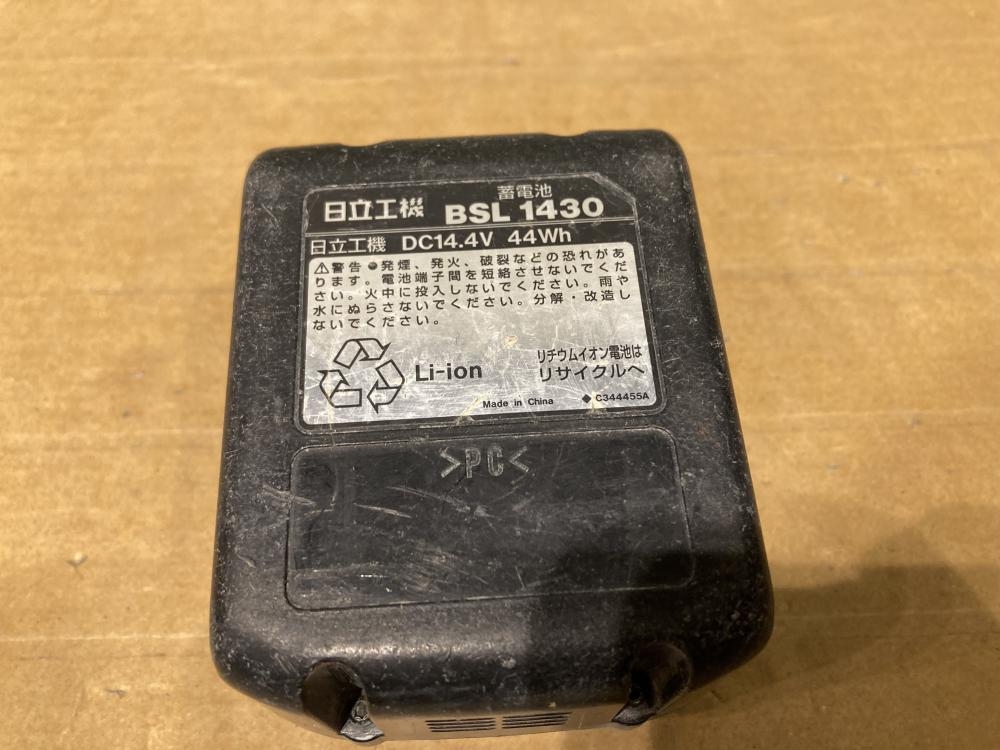 蓄電池
日立工機 BSL 1430
日立工機 DC14.4V 44Wh
⚠警告 ●発煙、発火、破裂などの恐れがあ
ります。電池端子間を短絡させないでくだ
さい。火中に投入しないでください。雨や
水にぬらさないでください。分解・改造し
ないでください。
Li-ion
リチウムイオン電池は
リサイクルへ
Made in China ◆ C344455A
>PC<